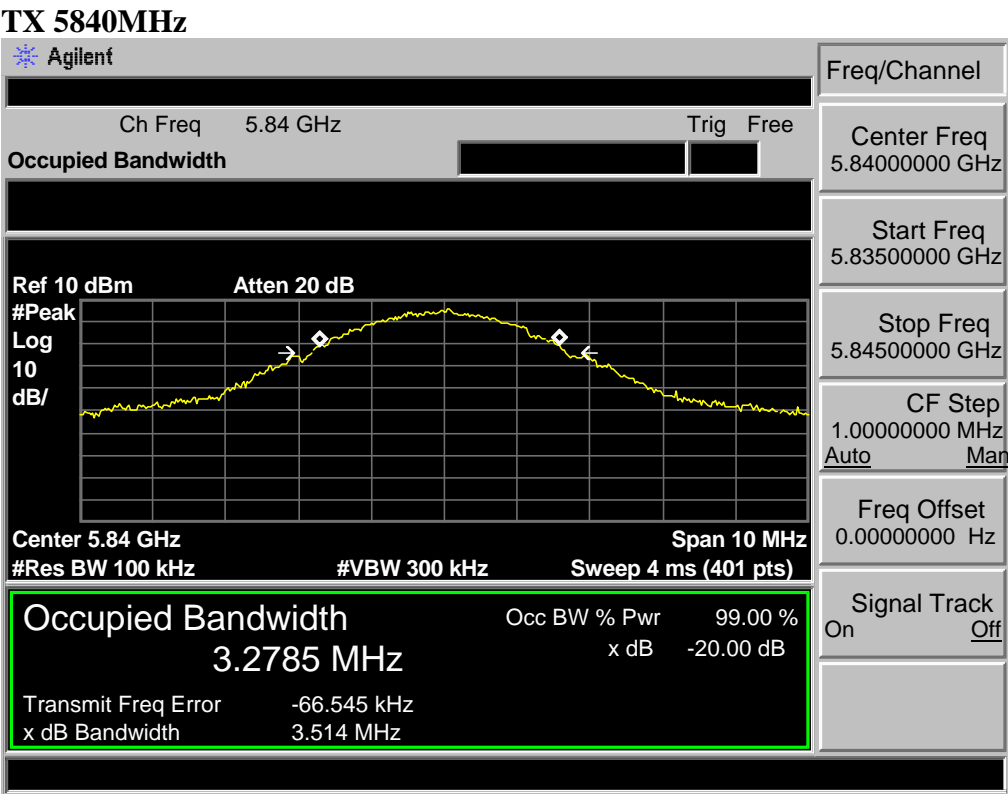 TX 5840MHz
Agilent
Freq/Channel
Ch Freq 5.84 GHz Trig Free
Occupied Bandwidth
Center Freq
5.84000000 GHz
Start Freq
5.83500000 GHz
Ref 10 dBm Atten 20 dB
#Peak
Log
10
dB/
Stop Freq
5.84500000 GHz
CF Step
1.00000000 MHz
Auto Man
Freq Offset
0.00000000 Hz
Center 5.84 GHz Span 10 MHz
#Res BW 100 kHz #VBW 300 kHz Sweep 4 ms (401 pts)
Signal Track
On Off
Occupied Bandwidth Occ BW % Pwr 99.00 %
3.2785 MHz x dB -20.00 dB
Transmit Freq Error -66.545 kHz
x dB Bandwidth 3.514 MHz